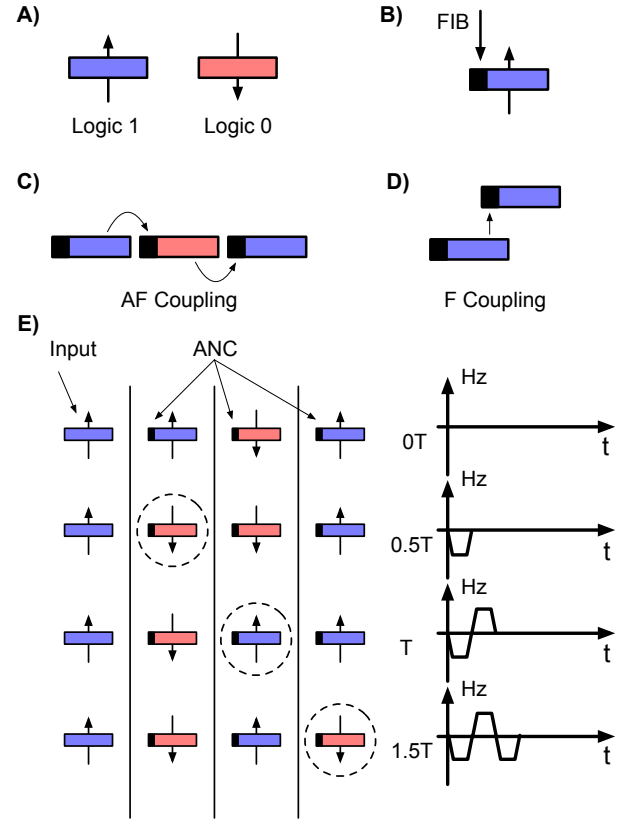 A)
B)
FIB
Logic 1
Logic 0
C)
D)
AF Coupling
F Coupling
E)
Input
ANC
Hz
0T
t
Hz
0.5T
t
Hz
T
t
Hz
1.5T
t